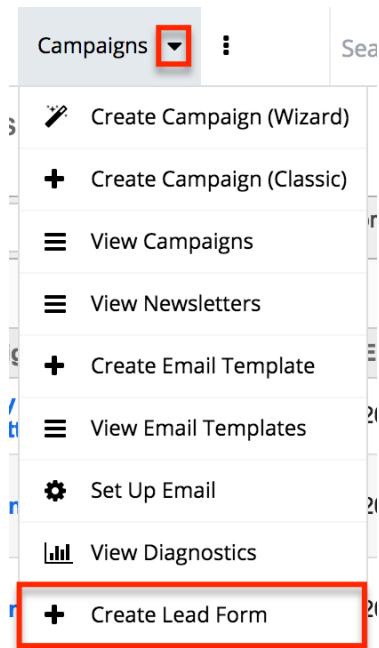 Campaigns
Create Campaign (Wizard)
Create Campaign (Classic)
View Campaigns
View Newsletters
Create Email Template
View Email Templates
Set Up Email
View Diagnostics
Create Lead Form